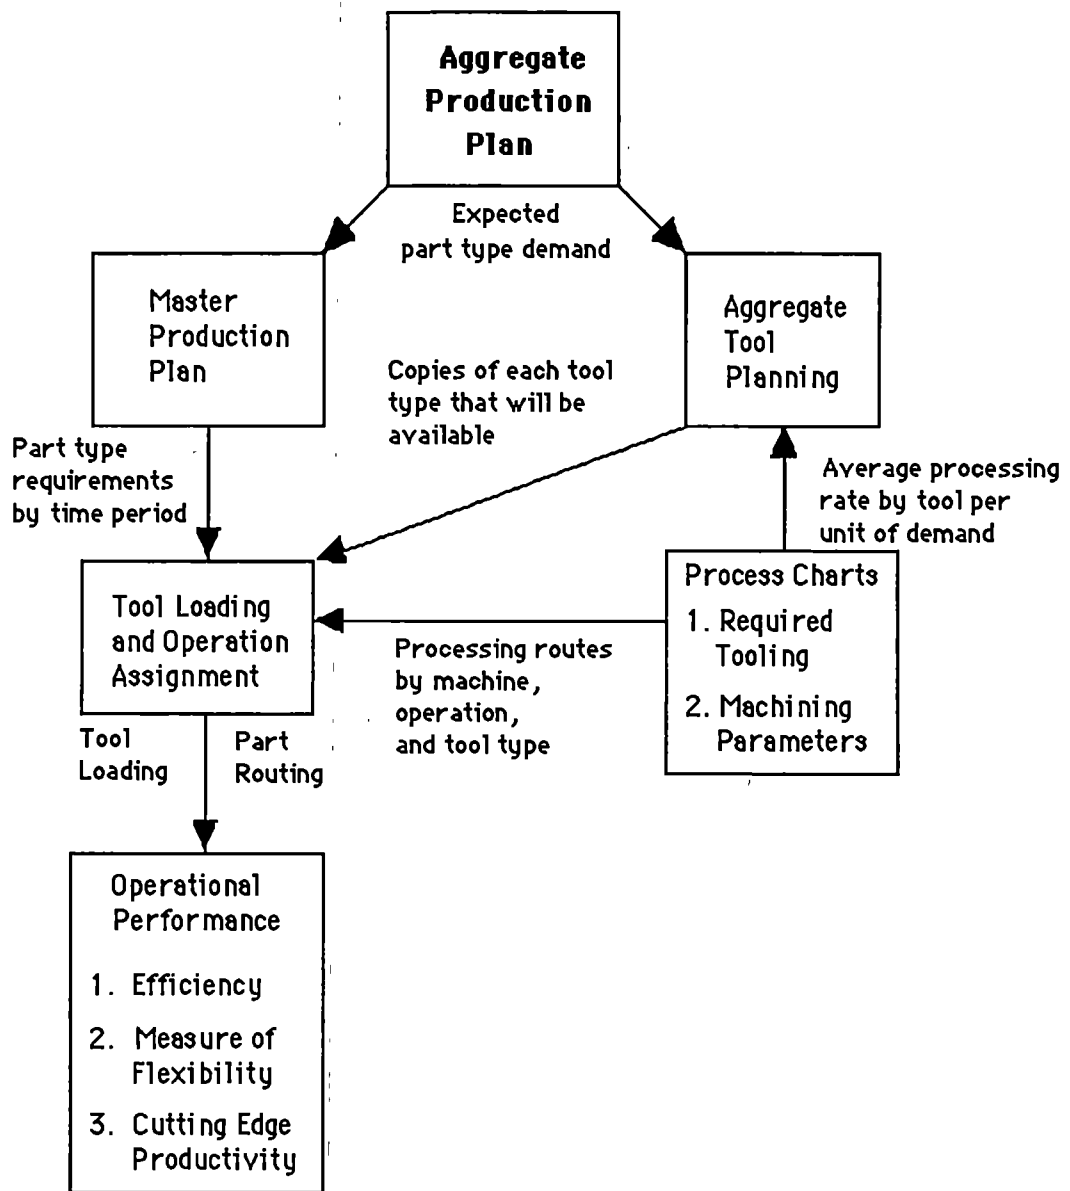 Aggregate
Production
Plan
Expected
part type demand
Master
Production
Plan
Aggregate
Tool
Planning
Copies of each tool
type that will be
available
Part type
requirements
by time period
Average processing
rate by tool per
unit of demand
Tool Loading
and Operation
Assignment
Process Charts
1. Required
Tooling
2. Machining
Parameters
Processing routes
by machine,
operation,
and tool type
Tool
Loading
Part
Routing
Operational
Performance
1. Efficiency
2. Measure of
Flexibility
3. Cutting Edge
Productivity